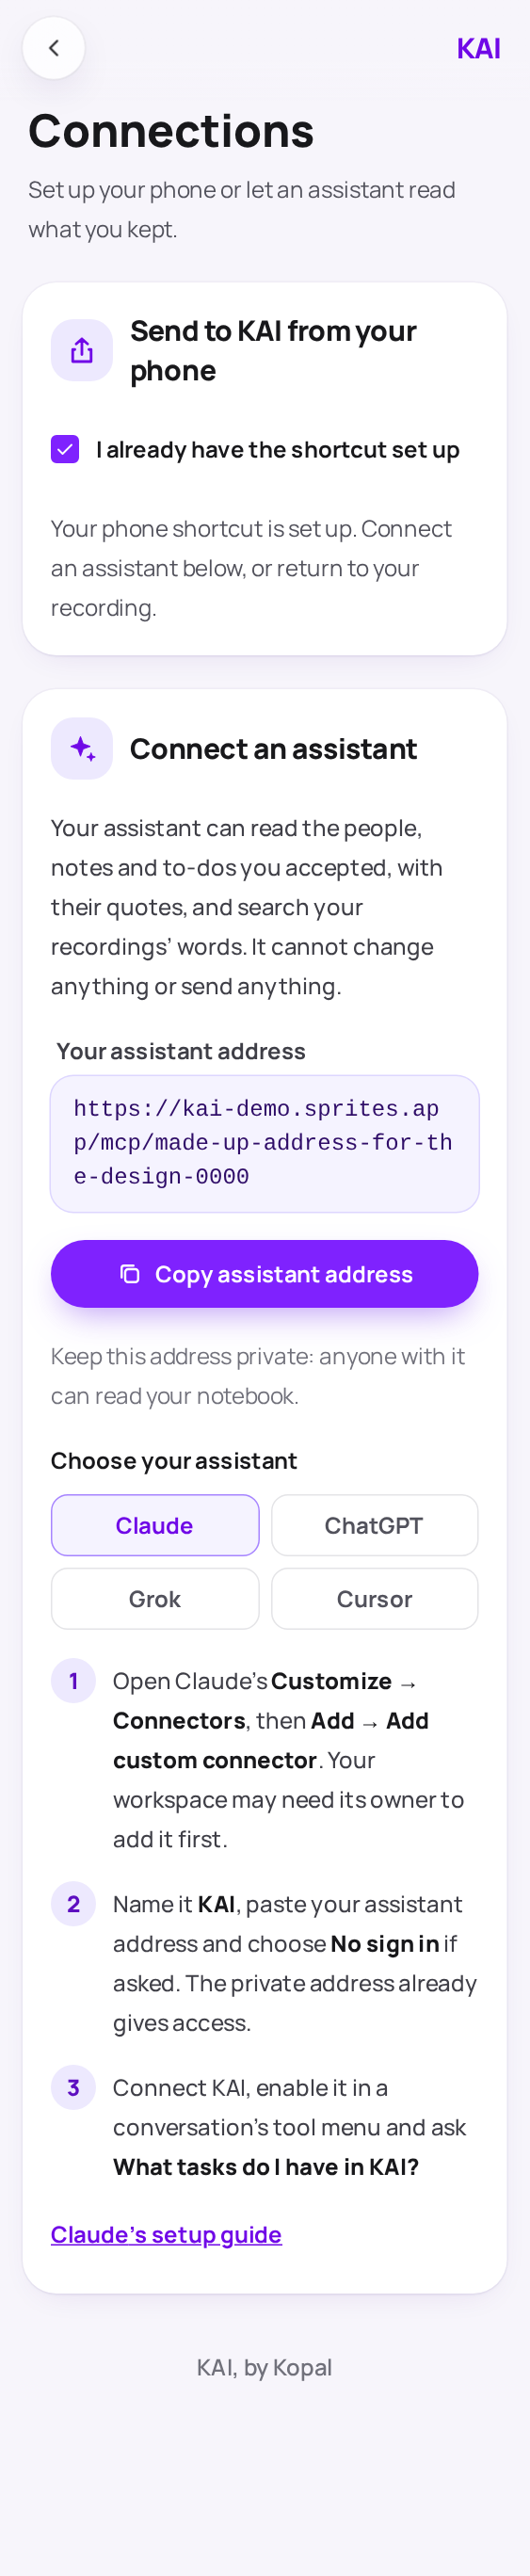 KAI
Connections
Set up your phone or let an assistant read
what you kept.
Send to KAI from your
phone
I already have the shortcut set up
Your phone shortcut is set up. Connect
an assistant below, or return to your
recording.
Connect an assistant
Your assistant can read the people,
notes and to-dos you accepted, with
their quotes, and search your
recordings’ words. It cannot change
anything or send anything.
Your assistant address
https://kai-demo.sprites.ap
p/mcp/made-up-address-for-th
e-design-0000
Copy assistant address
Keep this address private: anyone with it
can read your notebook.
Choose your assistant
Claude
ChatGPT
Grok
Cursor
1
Open Claude’s Customize →
Connectors, then Add → Add
custom connector. Your
workspace may need its owner to
add it first.
2
Name it KAI, paste your assistant
address and choose No sign in if
asked. The private address already
gives access.
3
Connect KAI, enable it in a
conversation’s tool menu and ask
What tasks do I have in KAI?
Claude’s setup guide
KAI, by Kopal